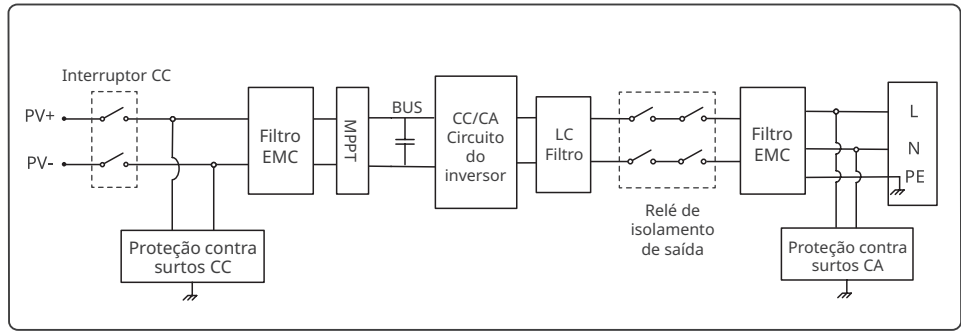 Interruptor CC
PV+
PV-
Proteção contra
surtos CC
Filtro
EMC
MPPT
BUS
CC/CA
Circuito
do
inversor
LC
Filtro
Relé de
isolamento
de saída
Filtro
EMC
L
N
PE
Proteção contra
surtos CA